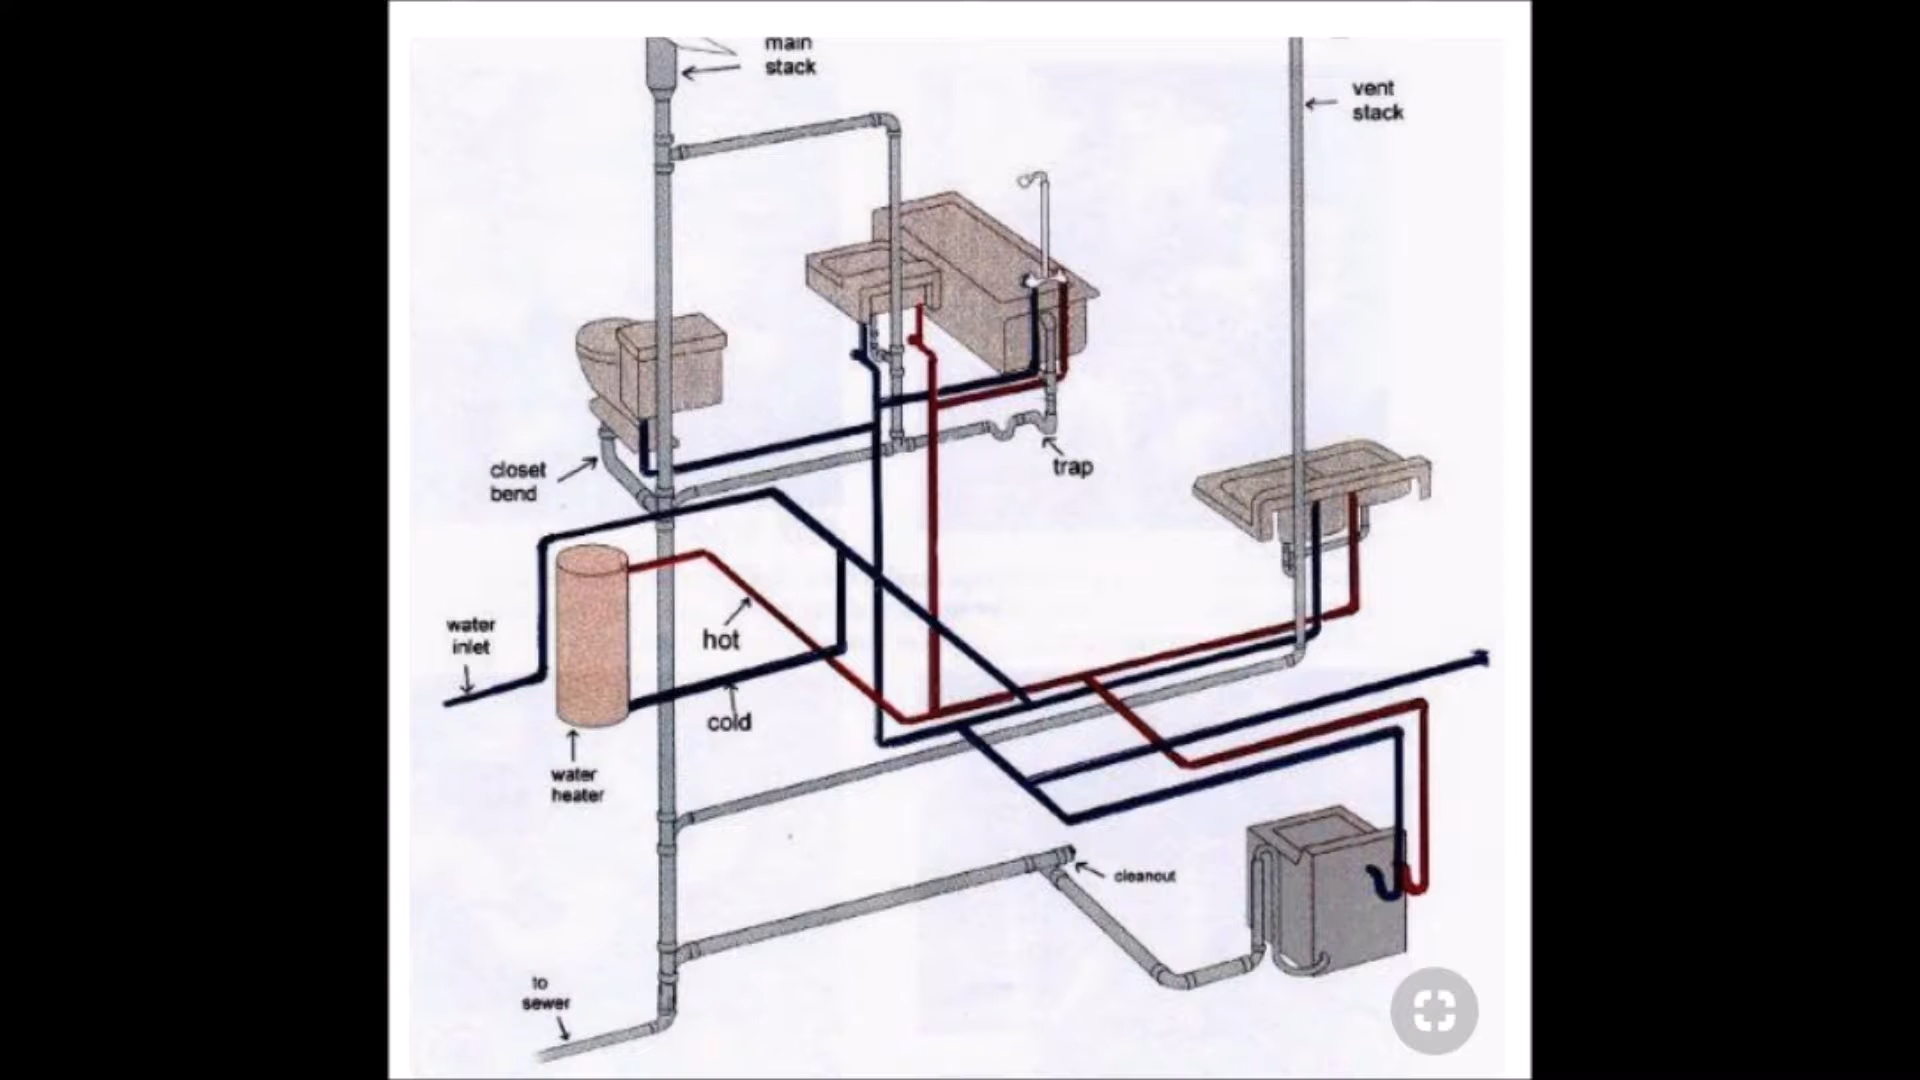 main
stack
vent
stack
closet
bend
trap
water
inlet
hot
cold
water
heater
cleanout
to
sewer